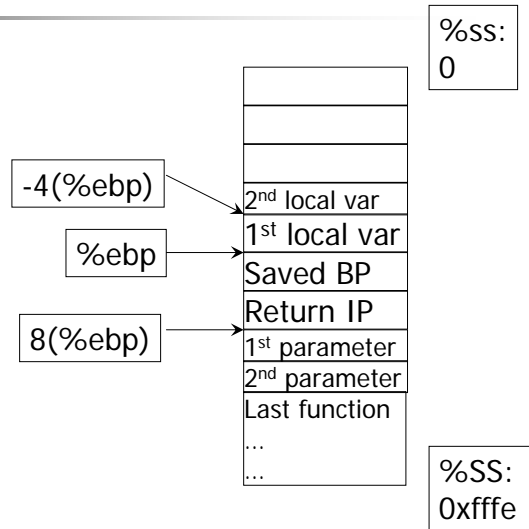 %ss:
0
-4(%ebp)
2nd local var
1st local var
%ebp
Saved BP
Return IP
8(%ebp)
1st parameter
2nd parameter
Last function
...
...
%SS:
0xfffe